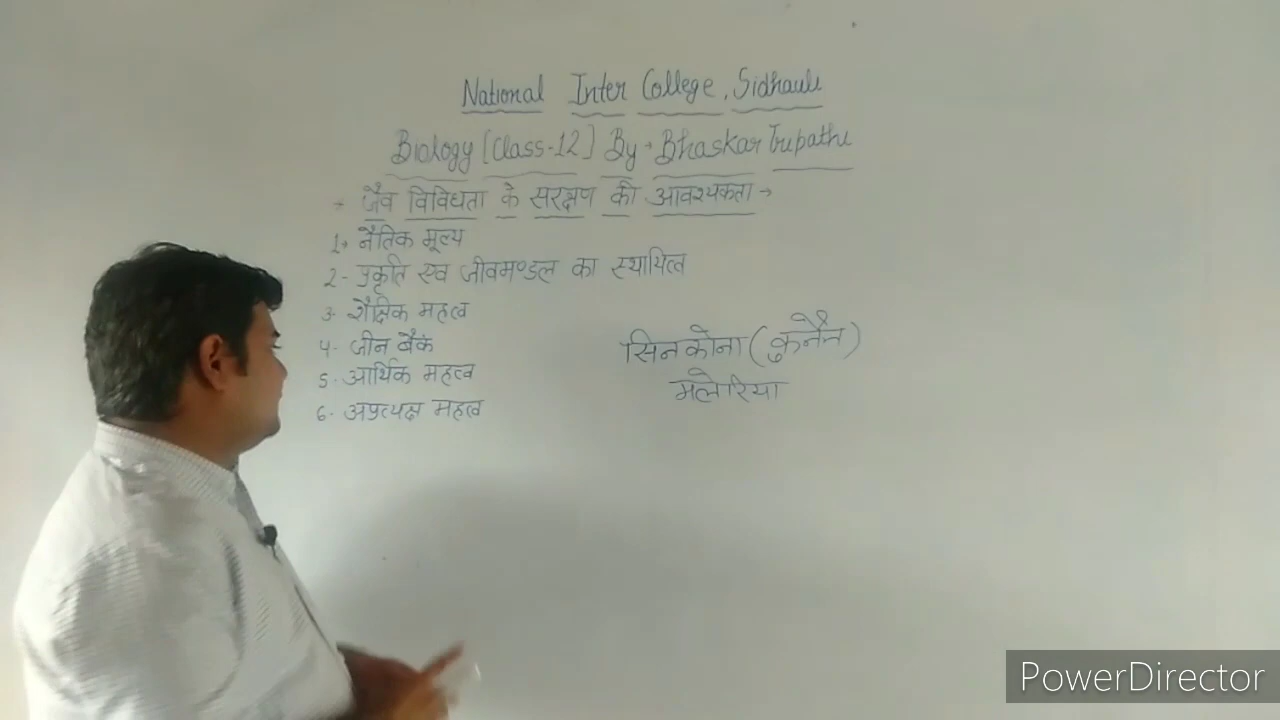 National Inter College, Sidhauli
Biology [Class-12] By → Bhaskar Tripathi
→ जैव विविधता के सरंक्षण की आवश्यकता →
1→ नैतिक मूल्य
2- प्रकृति एवं जीवमण्डल का स्थायित्व
3- शैक्षिक महत्व
4- जीन बैंक
5- आर्थिक महत्व
6- अप्रत्यक्ष महत्व
सिनकोना (कुनैन)
मलेरिया
PowerDirector